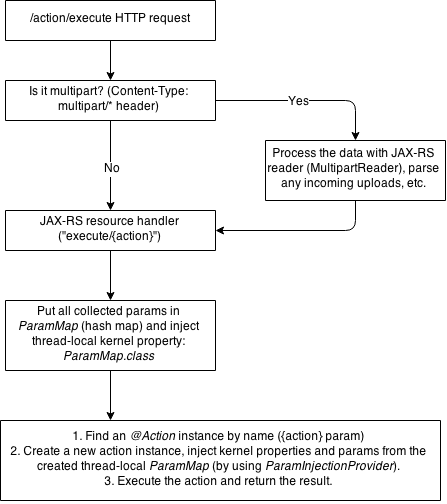 /action/execute HTTP request
Is it multipart? (Content-Type:
multipart/* header)
Yes
No
Process the data with JAX-RS
reader (MultipartReader), parse
any incoming uploads, etc.
JAX-RS resource handler
("execute/{action}")
Put all collected params in
ParamMap (hash map) and inject
thread-local kernel property:
ParamMap.class
1. Find an @Action instance by name ({action} param)
2. Create a new action instance, inject kernel properties and params from the
created thread-local ParamMap (by using ParamInjectionProvider).
3. Execute the action and return the result.